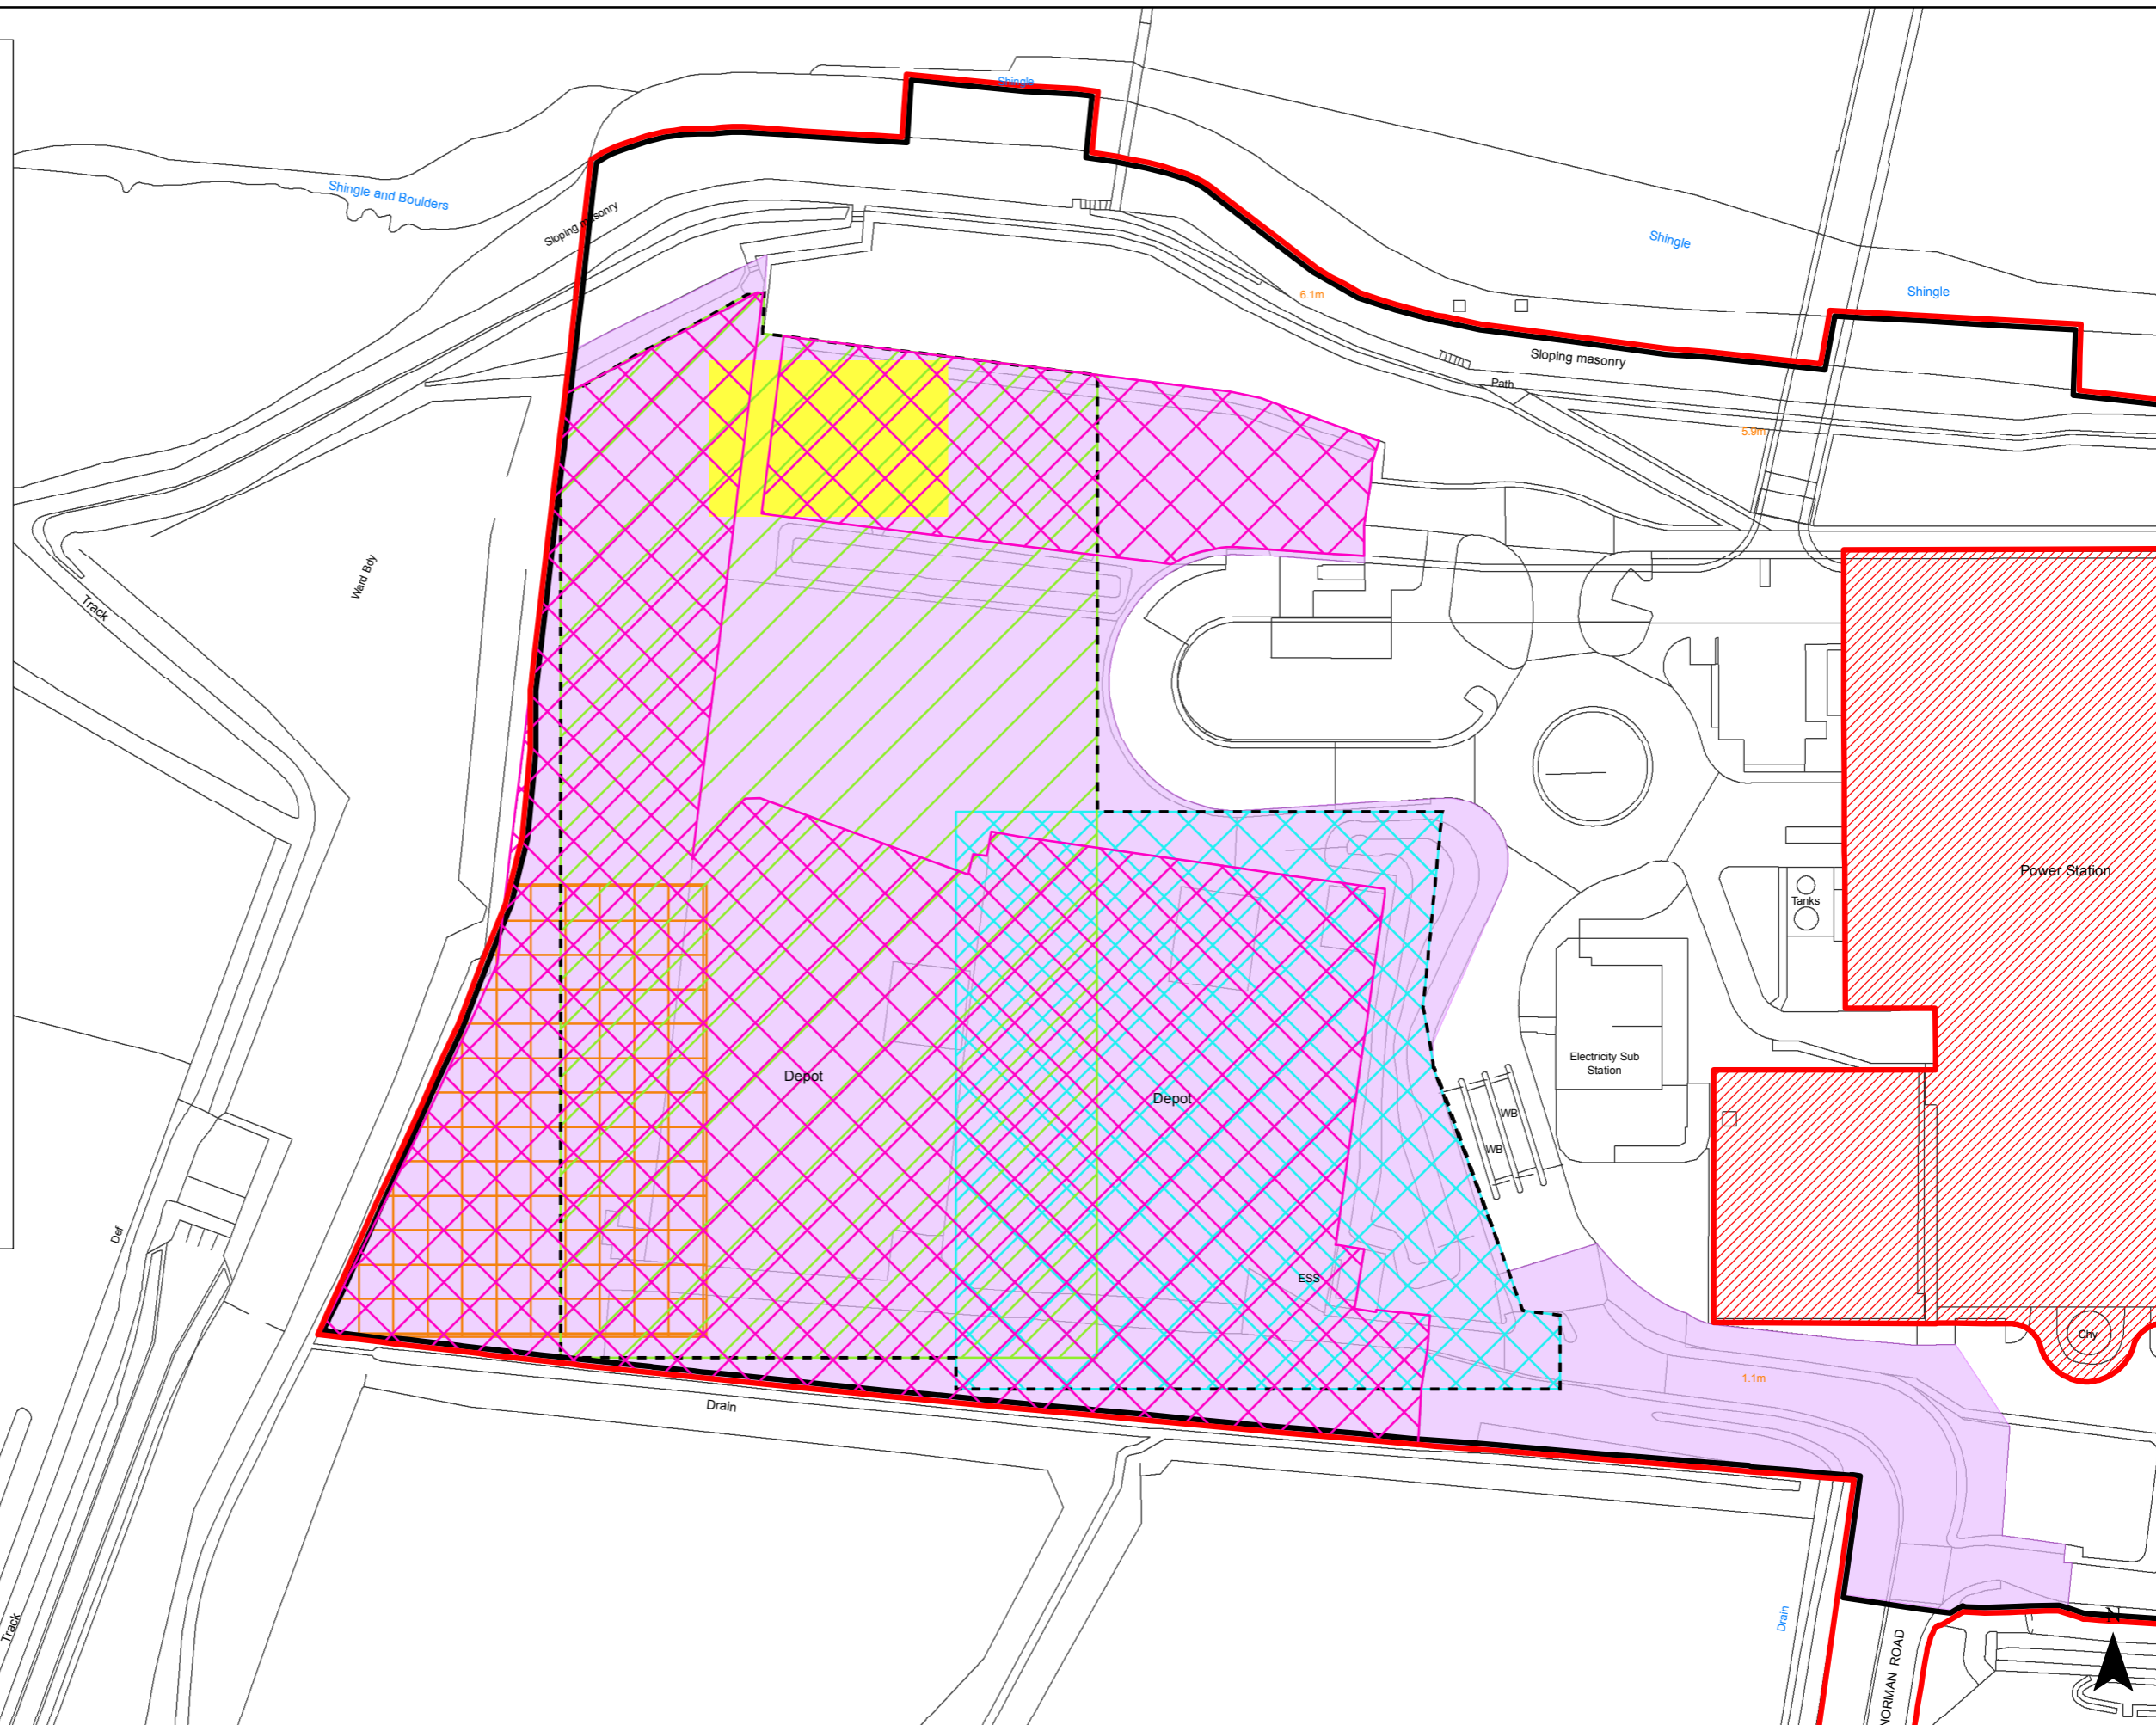 Shingle
Shingle and Boulders
Sloping masonry
Shingle
Shingle
6.1m
Sloping masonry
Path
5.9m
Ward Bdy
Track
Power Station
Tanks
Electricity Sub
Station
Depot
Depot
WB
WB
Def
ESS
Chy
1.1m
Drain
Track
Drain
NORMAN ROAD
N